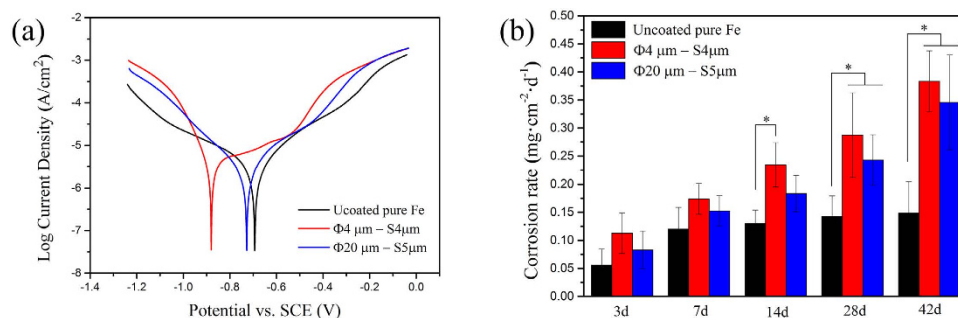 (a)
-2
-3
-4
-5
-6
-7
-8
Log Current Density (A/cm²)
Ucoated pure Fe
Φ4 μm – S4μm
Φ20 μm – S5μm
-1.4
-1.2
-1.0
-0.8
-0.6
-0.4
-0.2
0.0
Potential vs. SCE (V)
(b)
0.50
0.45
0.40
0.35
0.30
0.25
0.20
0.15
0.10
0.05
0.00
Corrosion rate (mg·cm⁻²·d⁻¹)
Uncoated pure Fe
Φ4 μm – S4μm
Φ20 μm – S5μm
*
*
*
3d
7d
14d
28d
42d